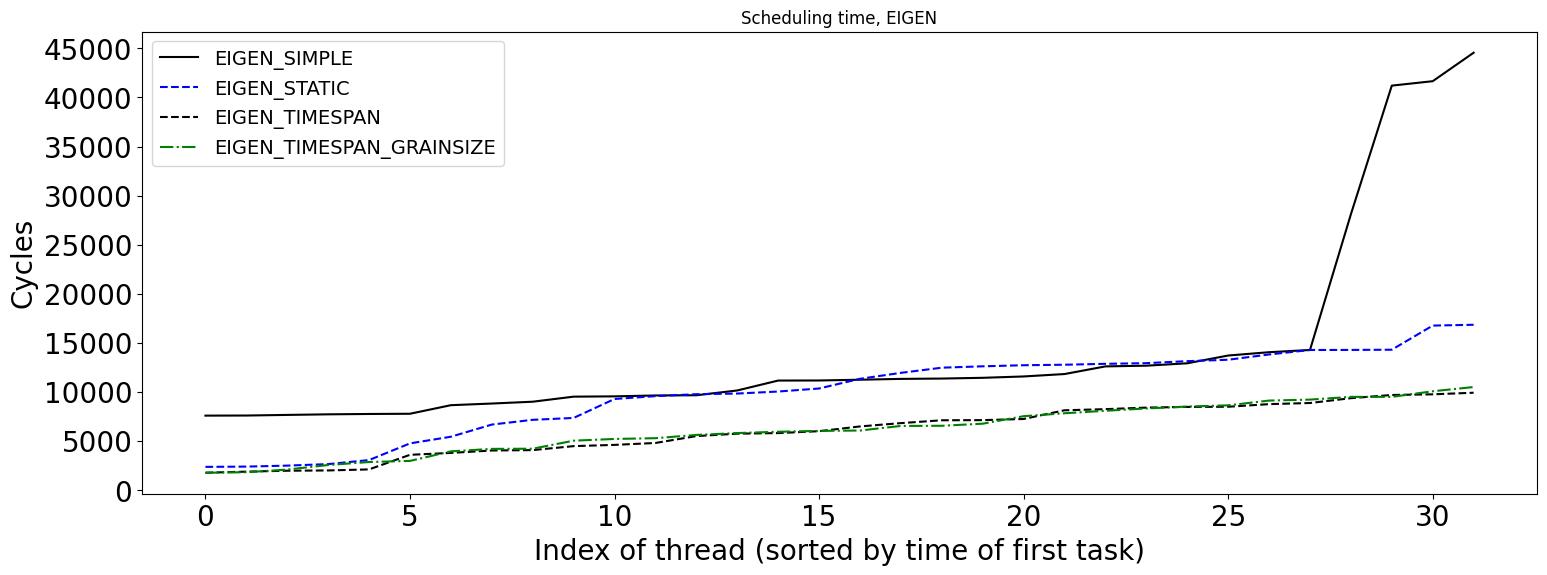 Scheduling time, EIGEN
45000
40000
35000
30000
25000
20000
15000
10000
5000
0
Cycles
EIGEN_SIMPLE
EIGEN_STATIC
EIGEN_TIMESPAN
EIGEN_TIMESPAN_GRAINSIZE
0 5 10 15 20 25 30
Index of thread (sorted by time of first task)